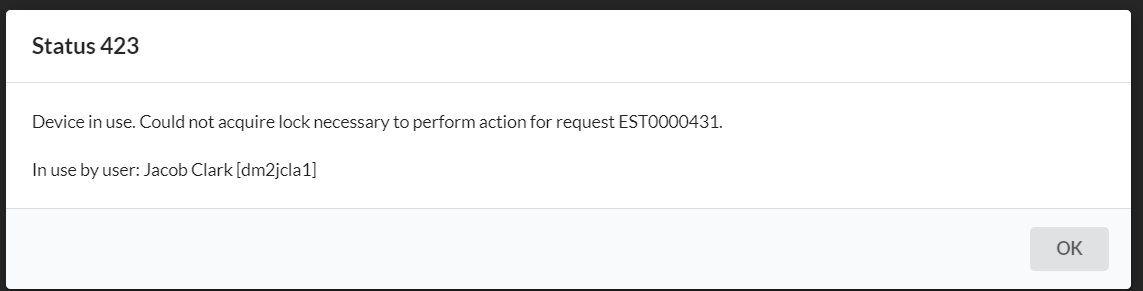 Status 423
Device in use. Could not acquire lock necessary to perform action for request EST0000431.
In use by user: Jacob Clark [dm2jcla1]
OK